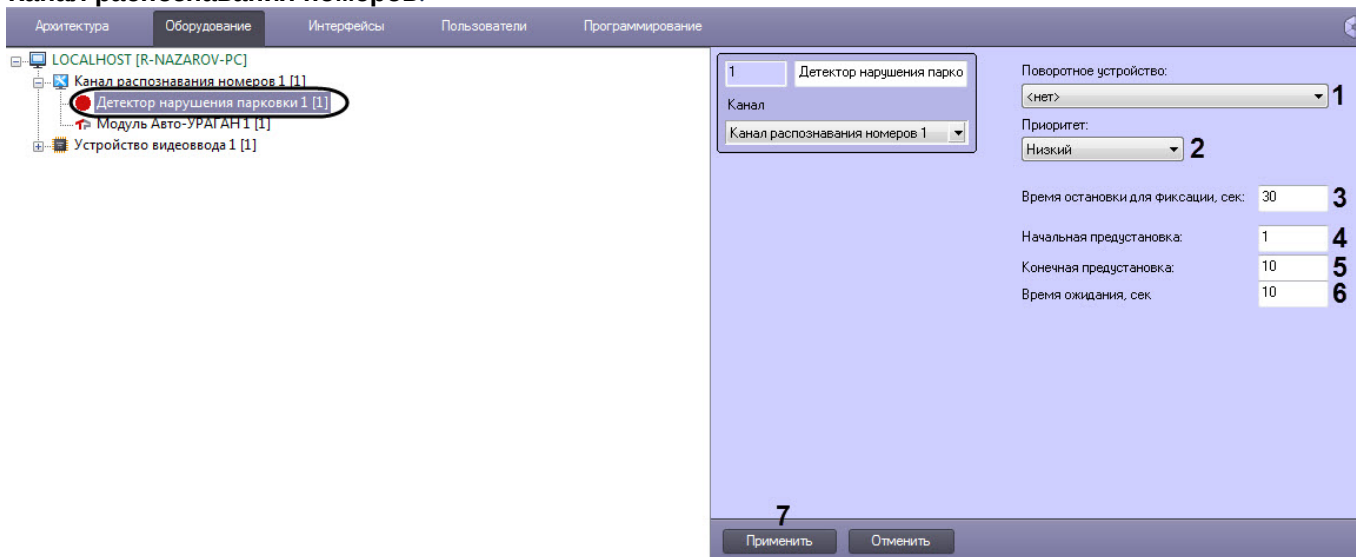 Канал распознавания номеров.
Архитектура Оборудование Интерфейсы Пользователи Программирование
LOCALHOST [R-NAZAROV-PC]
Канал распознавания номеров 1 [1]
Детектор нарушения парковки 1 [1]
Модуль Авто-УРАГАН 1 [1]
Устройство видеоввода 1 [1]
1 Детектор нарушения парко
Канал
Канал распознавания номеров 1
Поворотное устройство:
<нет> 1
Приоритет:
Низкий 2
Время остановки для фиксации, сек: 30 3
Начальная предустановка: 1 4
Конечная предустановка: 10 5
Время ожидания, сек 10 6
7
Применить Отменить